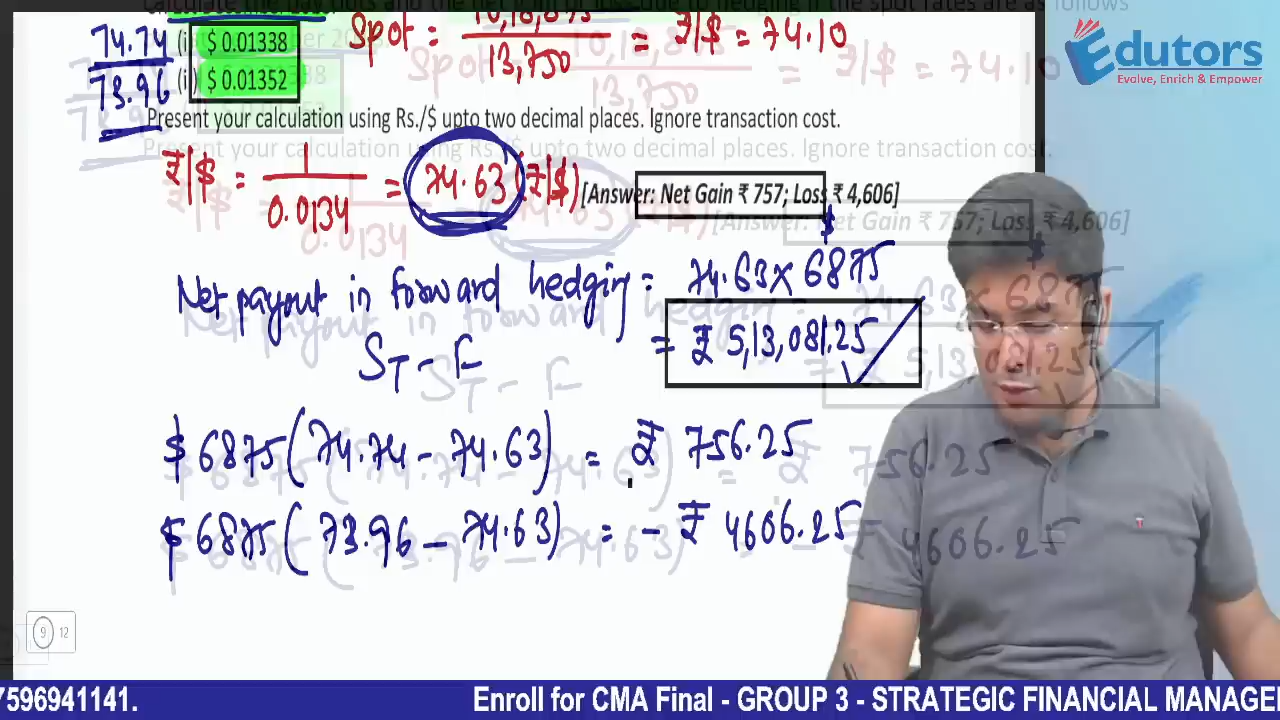 74.74 (i) $ 0.01338
73.96 (ii) $ 0.01352
Spot = 10,18,875 / 13,750 = ₹/$ = 74.10
Edutors
Evolve, Enrich & Empower
Present your calculation using Rs./$ upto two decimal places. Ignore transaction cost.
₹/$ = 1 / 0.0134 = 74.63 (₹/$)
[Answer: Net Gain ₹ 757; Loss ₹ 4,606]
$
Net payout in forward hedging = 74.63 × 6875
= ₹ 5,13,081.25
S_T - F
$ 6875 (74.74 - 74.63) = ₹ 756.25
$ 6875 (73.96 - 74.63) = - ₹ 4606.25
9 12
7596941141.
Enroll for CMA Final - GROUP 3 - STRATEGIC FINANCIAL MANAGE